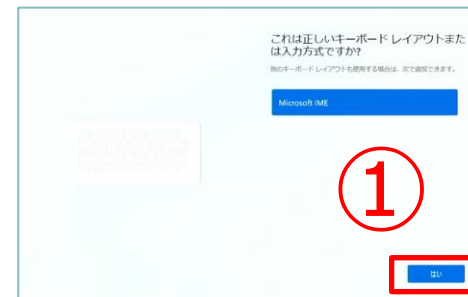 これは正しいキーボード レイアウトまた
は入力方式ですか?
別のキーボード レイアウトも使用する場合は、次で追加できます。
Microsoft IME
①
はい